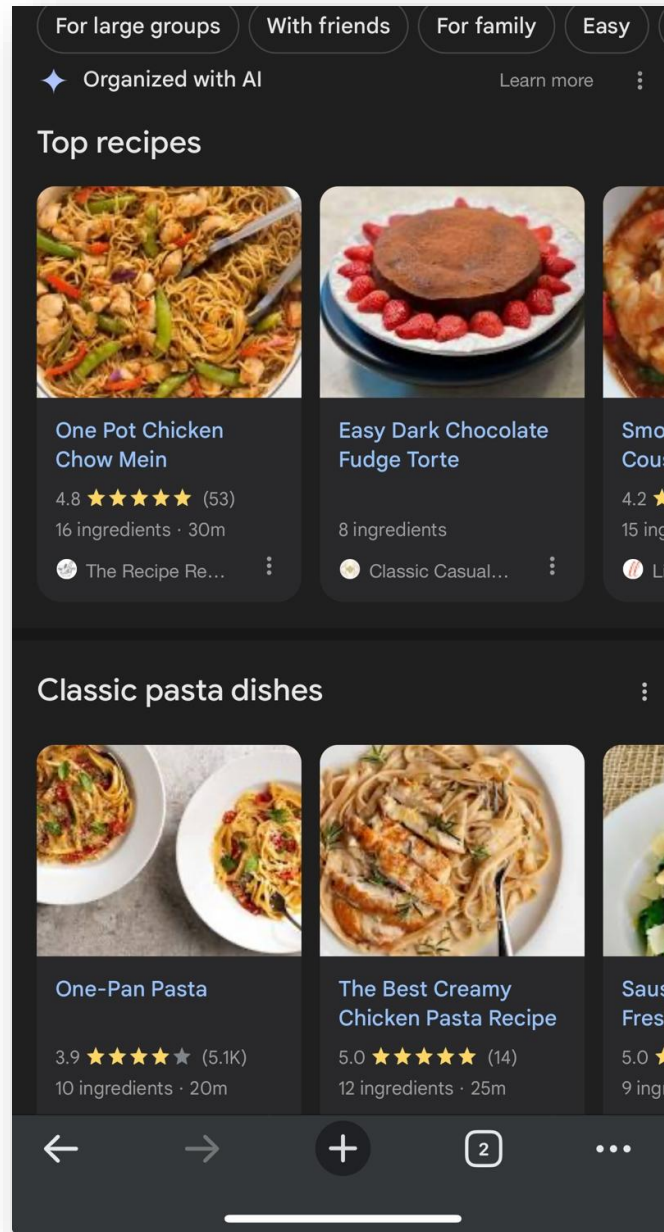 For large groups
With friends
For family
Easy
Organized with AI
Learn more
Top recipes
One Pot Chicken
Chow Mein
4.8 (53)
16 ingredients · 30m
The Recipe Re...
Easy Dark Chocolate
Fudge Torte
8 ingredients
Classic Casual...
4.2
15
Classic pasta dishes
One-Pan Pasta
3.9 (5.1K)
10 ingredients · 20m
The Best Creamy
Chicken Pasta Recipe
5.0 (14)
12 ingredients · 25m
5.0
9
2